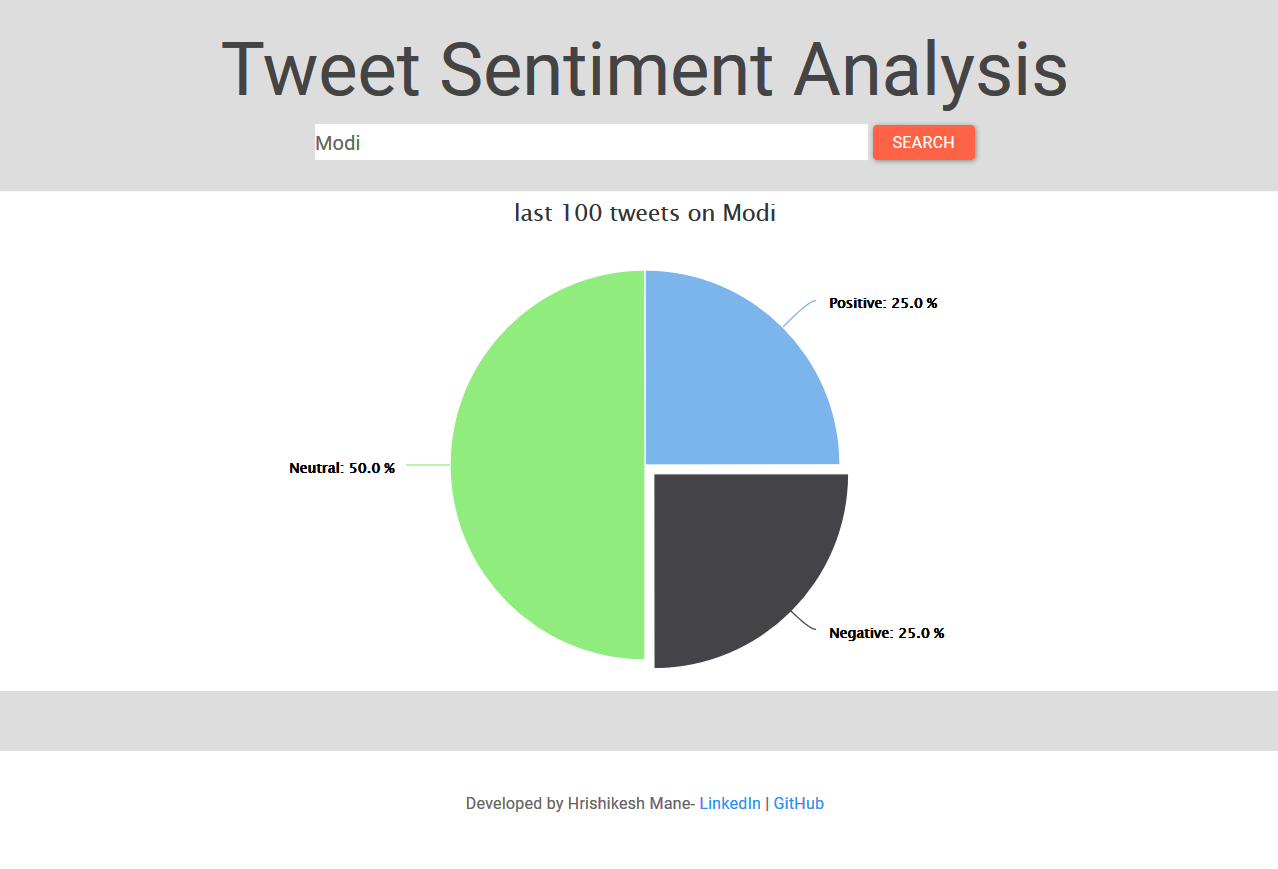 Tweet Sentiment Analysis
Modi SEARCH
last 100 tweets on Modi
Positive: 25.0 %
Neutral: 50.0 %
Negative: 25.0 %
Developed by Hrishikesh Mane- LinkedIn | GitHub